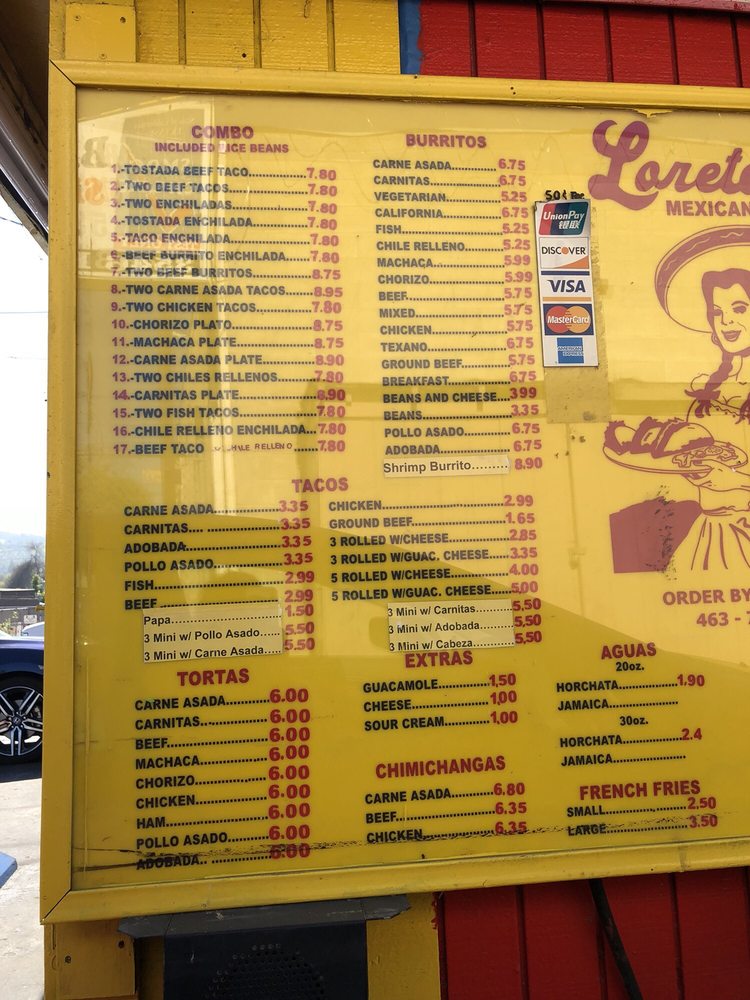 COMBO
INCLUDED RICE BEANS
1.-TOSTADA BEEF TACO 7.80
2.-TWO BEEF TACOS 7.80
3.-TWO ENCHILADAS 7.80
4.-TOSTADA ENCHILADA 7.80
5.-TACO ENCHILADA 7.80
6.-BEEF BURRITO ENCHILADA 7.80
7.-TWO BEEF BURRITOS 8.75
8.-TWO CARNE ASADA TACOS 8.95
9.-TWO CHICKEN TACOS 7.80
10.-CHORIZO PLATO 8.75
11.-MACHACA PLATE 8.75
12.-CARNE ASADA PLATE 8.90
13.-TWO CHILES RELLENOS 7.80
14.-CARNITAS PLATE 8.90
15.-TWO FISH TACOS 7.80
16.-CHILE RELLENO ENCHILADA 7.80
17.-BEEF TACO RELLENO 7.80
BURRITOS
CARNE ASADA 6.75
CARNITAS 6.75
VEGETARIAN 5.25
CALIFORNIA 6.75
FISH 5.25
CHILE RELLENO 5.25
MACHACA 5.99
CHORIZO 5.99
BEEF 5.75
MIXED 5.75
CHICKEN 5.75
TEXANO 6.75
GROUND BEEF 5.75
BREAKFAST 6.75
BEANS AND CHEESE 399
BEANS 3.35
POLLO ASADO 6.75
ADOBADA 6.75
Shrimp Burrito 8.90
50¢
UnionPay
银联
DISCOVER
VISA
MasterCard
AMERICAN EXPRESS
Loreto
MEXICAN
ORDER BY
463 - 7
TACOS
CARNE ASADA 3.35
CARNITAS 3.35
ADOBADA 3.35
POLLO ASADO 3.35
FISH 2.99
BEEF 2.99
Papa 1.50
3 Mini w/ Pollo Asado 5.50
3 Mini w/ Carne Asada 5.50
CHICKEN 2.99
GROUND BEEF 1.65
3 ROLLED W/CHEESE 2.85
3 ROLLED W/GUAC. CHEESE 3.35
5 ROLLED W/CHEESE 4.00
5 ROLLED W/GUAC. CHEESE 5.00
3 Mini w/ Carnitas 5.50
3 Mini w/ Adobada 5.50
3 Mini w/ Cabeza 5.50
TORTAS
CARNE ASADA 6.00
CARNITAS 6.00
BEEF 6.00
MACHACA 6.00
CHORIZO 6.00
CHICKEN 6.00
HAM 6.00
POLLO ASADO 6.00
ADOBADA 6.00
EXTRAS
GUACAMOLE 1,50
CHEESE 1,00
SOUR CREAM 1,00
CHIMICHANGAS
CARNE ASADA 6.80
BEEF 6.35
CHICKEN 6.35
AGUAS
20oz.
HORCHATA 1.90
JAMAICA
30oz.
HORCHATA 2.4
JAMAICA
FRENCH FRIES
SMALL 2.50
LARGE 3.50